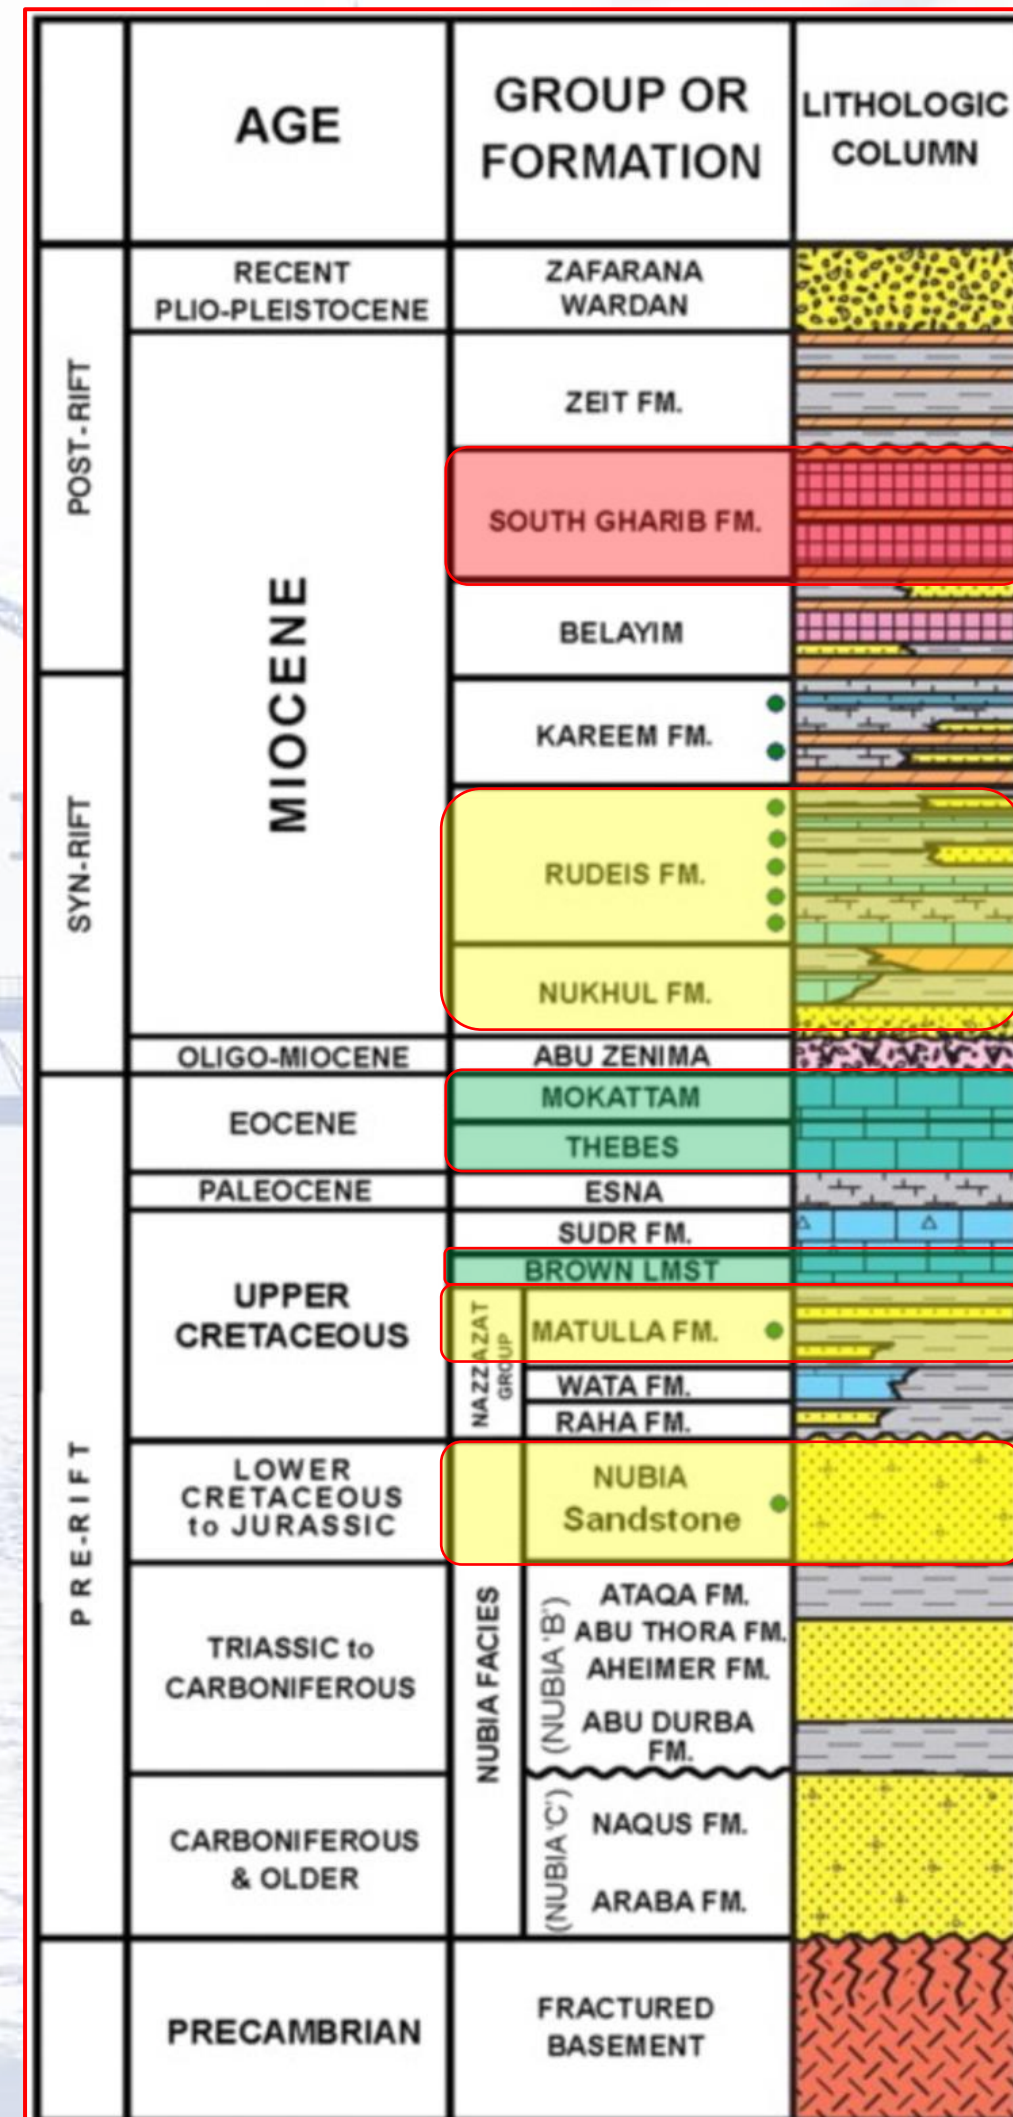 AGE
GROUP OR
FORMATION
LITHOLOGIC
COLUMN
POST-RIFT
RECENT
PLIO-PLEISTOCENE
ZAFARANA
WARDAN
MIOCENE
ZEIT FM.
SOUTH GHARIB FM.
BELAYIM
SYN-RIFT
KAREEM FM.
RUDEIS FM.
NUKHUL FM.
OLIGO-MIOCENE
ABU ZENIMA
PRE-RIFT
EOCENE
MOKATTAM
THEBES
PALEOCENE
ESNA
UPPER
CRETACEOUS
SUDR FM.
BROWN LMST
NAZZAZAT
GROUP
MATULLA FM.
WATA FM.
RAHA FM.
LOWER
CRETACEOUS
to JURASSIC
NUBIA
Sandstone
NUBIA FACIES
TRIASSIC to
CARBONIFEROUS
(NUBIA 'B')
ATAQA FM.
ABU THORA FM.
AHEIMER FM.
ABU DURBA
FM.
CARBONIFEROUS
& OLDER
(NUBIA 'C')
NAQUS FM.
ARABA FM.
PRECAMBRIAN
FRACTURED
BASEMENT